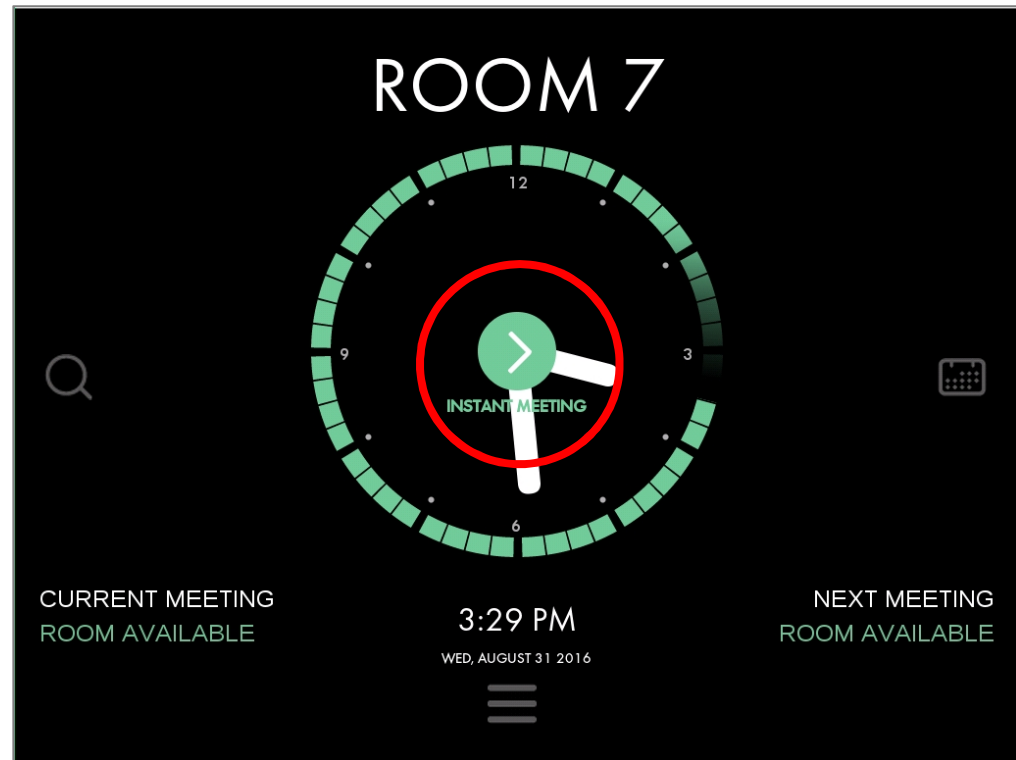 ROOM 7
12
9
3
INSTANT MEETING
6
CURRENT MEETING
ROOM AVAILABLE
3:29 PM
WED, AUGUST 31 2016
NEXT MEETING
ROOM AVAILABLE